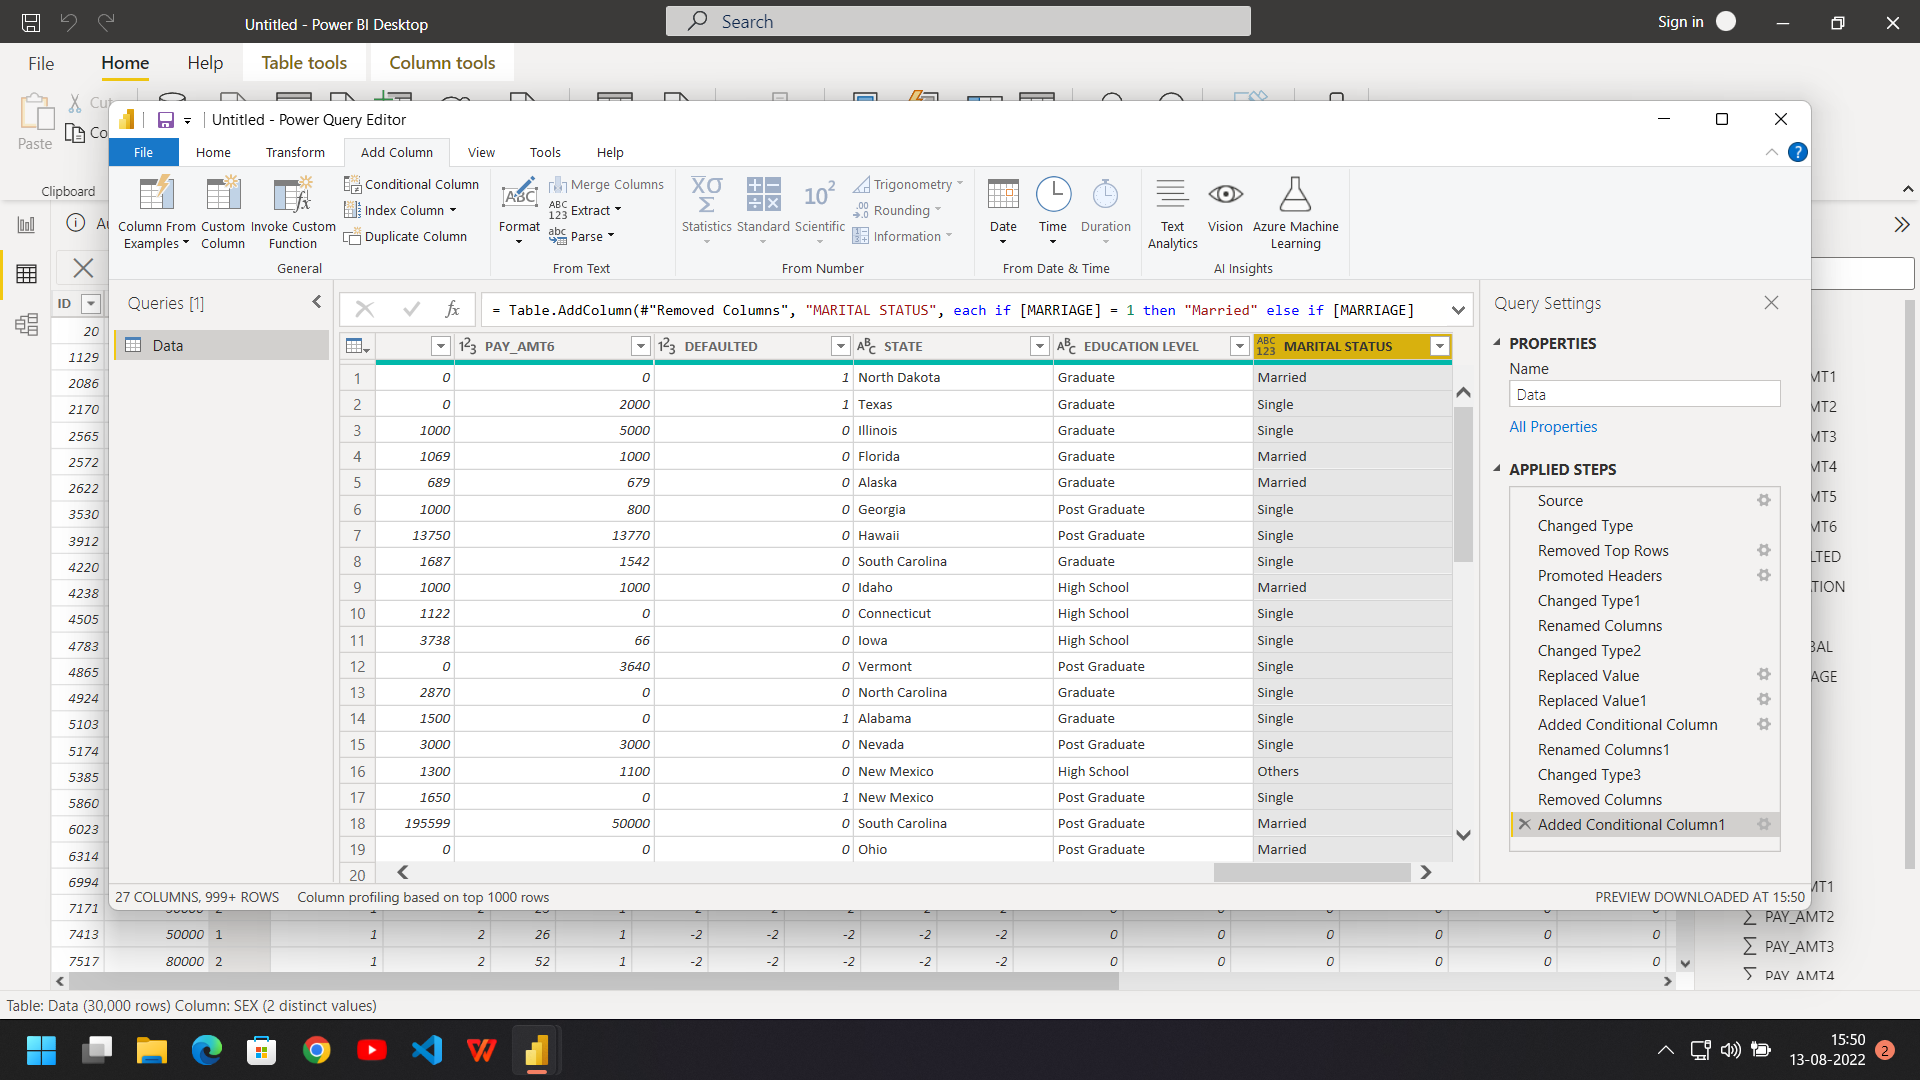 Untitled - Power BI Desktop
Search
Sign in
File
Home
Help
Table tools
Column tools
Paste
Clipboard
Untitled - Power Query Editor
File
Home
Transform
Add Column
View
Tools
Help
Column From Examples
Custom Column
Invoke Custom Function
Conditional Column
Index Column
Duplicate Column
General
Format
Merge Columns
Extract
Parse
From Text
Statistics
Standard
Scientific
Trigonometry
Rounding
Information
From Number
Date
Time
Duration
From Date & Time
Text Analytics
Vision
Azure Machine Learning
AI Insights
Queries [1]
Data
= Table.AddColumn(#"Removed Columns", "MARITAL STATUS", each if [MARRIAGE] = 1 then "Married" else if [MARRIAGE]
PAY_AMT6 DEFAULTED STATE EDUCATION LEVEL MARITAL STATUS
1 0 0 1 North Dakota Graduate Married
2 0 2000 1 Texas Graduate Single
3 1000 5000 0 Illinois Graduate Single
4 1069 1000 0 Florida Graduate Married
5 689 679 0 Alaska Graduate Married
6 1000 800 0 Georgia Post Graduate Single
7 13750 13770 0 Hawaii Post Graduate Single
8 1687 1542 0 South Carolina Graduate Single
9 1000 1000 0 Idaho High School Married
10 1122 0 0 Connecticut High School Single
11 3738 66 0 Iowa High School Single
12 0 3640 0 Vermont Post Graduate Single
13 2870 0 0 North Carolina Graduate Single
14 1500 0 1 Alabama Graduate Single
15 3000 3000 0 Nevada Post Graduate Single
16 1300 1100 0 New Mexico High School Others
17 1650 0 1 New Mexico Post Graduate Single
18 195599 50000 0 South Carolina Post Graduate Married
19 0 0 0 Ohio Post Graduate Married
20
27 COLUMNS, 999+ ROWS
Column profiling based on top 1000 rows
PREVIEW DOWNLOADED AT 15:50
Query Settings
PROPERTIES
Name
Data
All Properties
APPLIED STEPS
Source
Changed Type
Removed Top Rows
Promoted Headers
Changed Type1
Renamed Columns
Changed Type2
Replaced Value
Replaced Value1
Added Conditional Column
Renamed Columns1
Changed Type3
Removed Columns
Added Conditional Column1
ID
20
1129
2086
2170
2565
2572
2622
3530
3912
4220
4238
4505
4783
4865
4924
5103
5174
5385
5860
6023
6314
6994
7171
7413 50000 1 1 2 26 1 -2 -2 -2 -2 -2 0 0 0 0 0 0
7517 80000 2 1 2 52 1 -2 -2 -2 -2 -2 0 0 0 0 0 0
MT1
MT2
MT3
MT4
MT5
MT6
LTED
TION
BAL
AGE
MT1
PAY_AMT2
PAY_AMT3
PAY_AMT4
Table: Data (30,000 rows) Column: SEX (2 distinct values)
15:50
13-08-2022
2